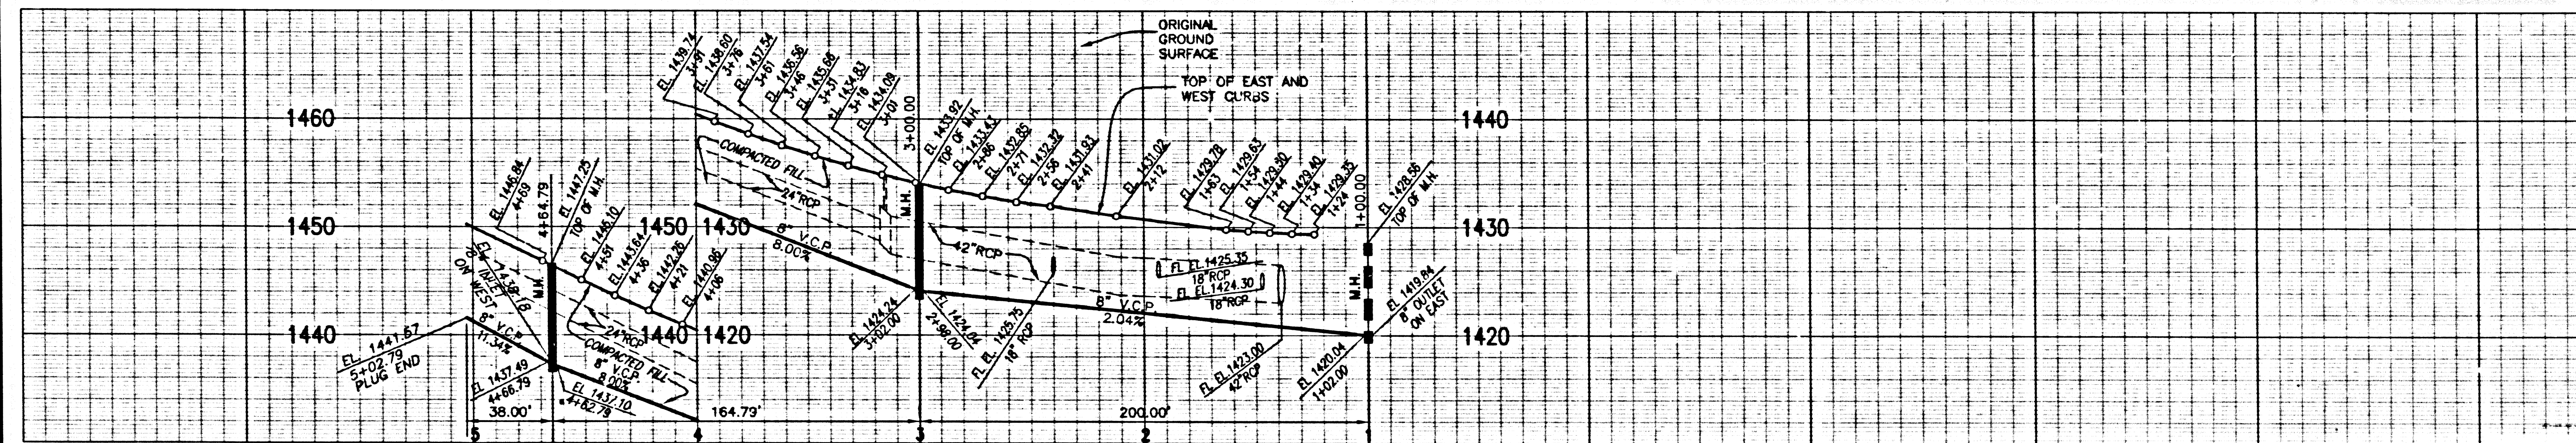 ORIGINAL
GROUND
SURFACE
TOP OF EAST AND
WEST CURBS
1460
1440
1450
1450
1430
1430
1440
1440
1420
1420
EL. 1439.74
3+91
EL. 1438.60
3+76
EL. 1437.54
3+61
EL 1436.56
3+46
EL 1435.66
3+31
EL 1434.83
3+16
EL 1434.09
3+01
3+00.00
EL 1433.92
TOP OF M.H.
EL 1433.43
2+86
EL 1432.85
2+71
EL 1432.32
2+56
EL 1431.93
2+41
EL 1431.02
2+12
EL 1429.78
1+63
EL 1429.63
1+54
EL 1429.50
1+44
EL 1429.40
1+34
EL 1429.35
1+24
1+00.00
EL 1428.56
TOP OF M.H.
COMPACTED FILL
24"RCP
M.H.
8" V.C.P.
8.00%
42"RCP
FL EL.1425.35
18"RCP
FL EL.1424.30
18"RCP
M.H.
8" V.C.P.
2.04%
EL 1419.84
8" OUTLET
ON EAST
EL 1420.04
1+02.00
FL EL.1423.00
42"RCP
FL EL. 1425.75
18" RCP
EL 1424.24
3+02.00
EL 1424.04
2+98.00
EL 1446.84
4+69
4+64.79
EL 1447.25
TOP OF M.H.
EL 1445.10
4+51
EL.1443.64
4+36
EL 1442.26
4+21
EL 1440.96
4+06
EL 1438.18
8" INLET
ON WEST
M.H.
8" V.C.P.
11.34%
24"RCP
COMPACTED FILL
8" V.C.P.
8.00%
EL. 1441.57
5+02.79
PLUG END
EL 1437.49
4+66.79
EL 1437.10
4+62.79
38.00'
164.79'
200.00'
5
4
3
2
1